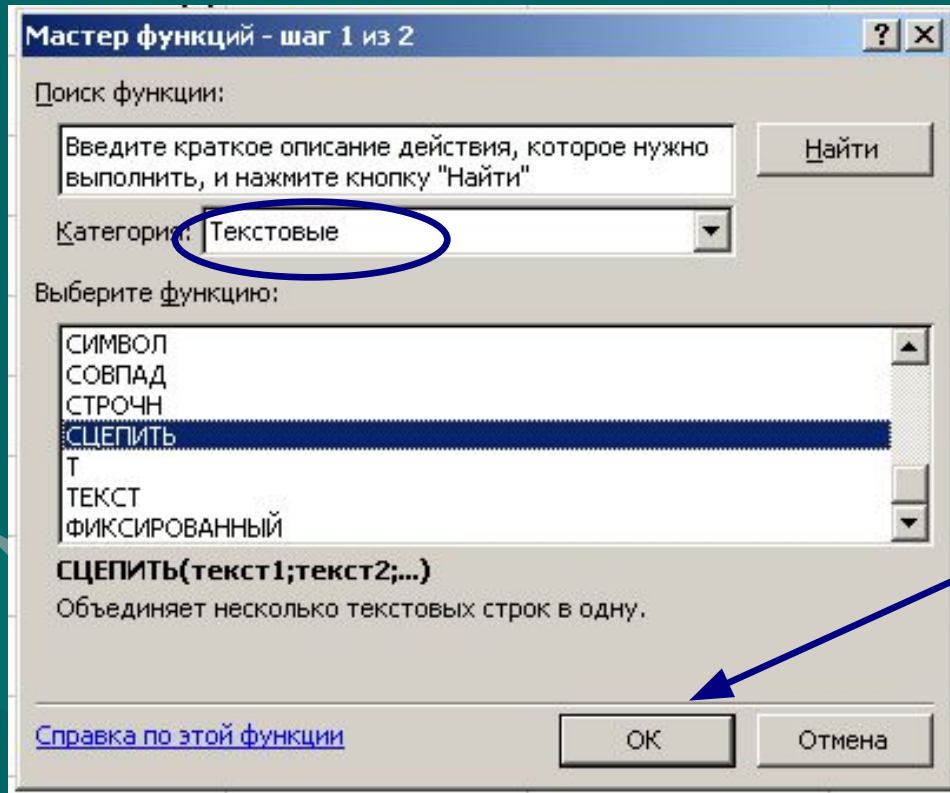 Мастер функций - шаг 1 из 2
Поиск функции:
Введите краткое описание действия, которое нужно
выполнить, и нажмите кнопку "Найти"
Найти
Категория: Текстовые
Выберите функцию:
СИМВОЛ
СОВПАД
СТРОЧН
СЦЕПИТЬ
Т
ТЕКСТ
ФИКСИРОВАННЫЙ
СЦЕПИТЬ(текст1;текст2;...)
Объединяет несколько текстовых строк в одну.
Справка по этой функции
ОК
Отмена